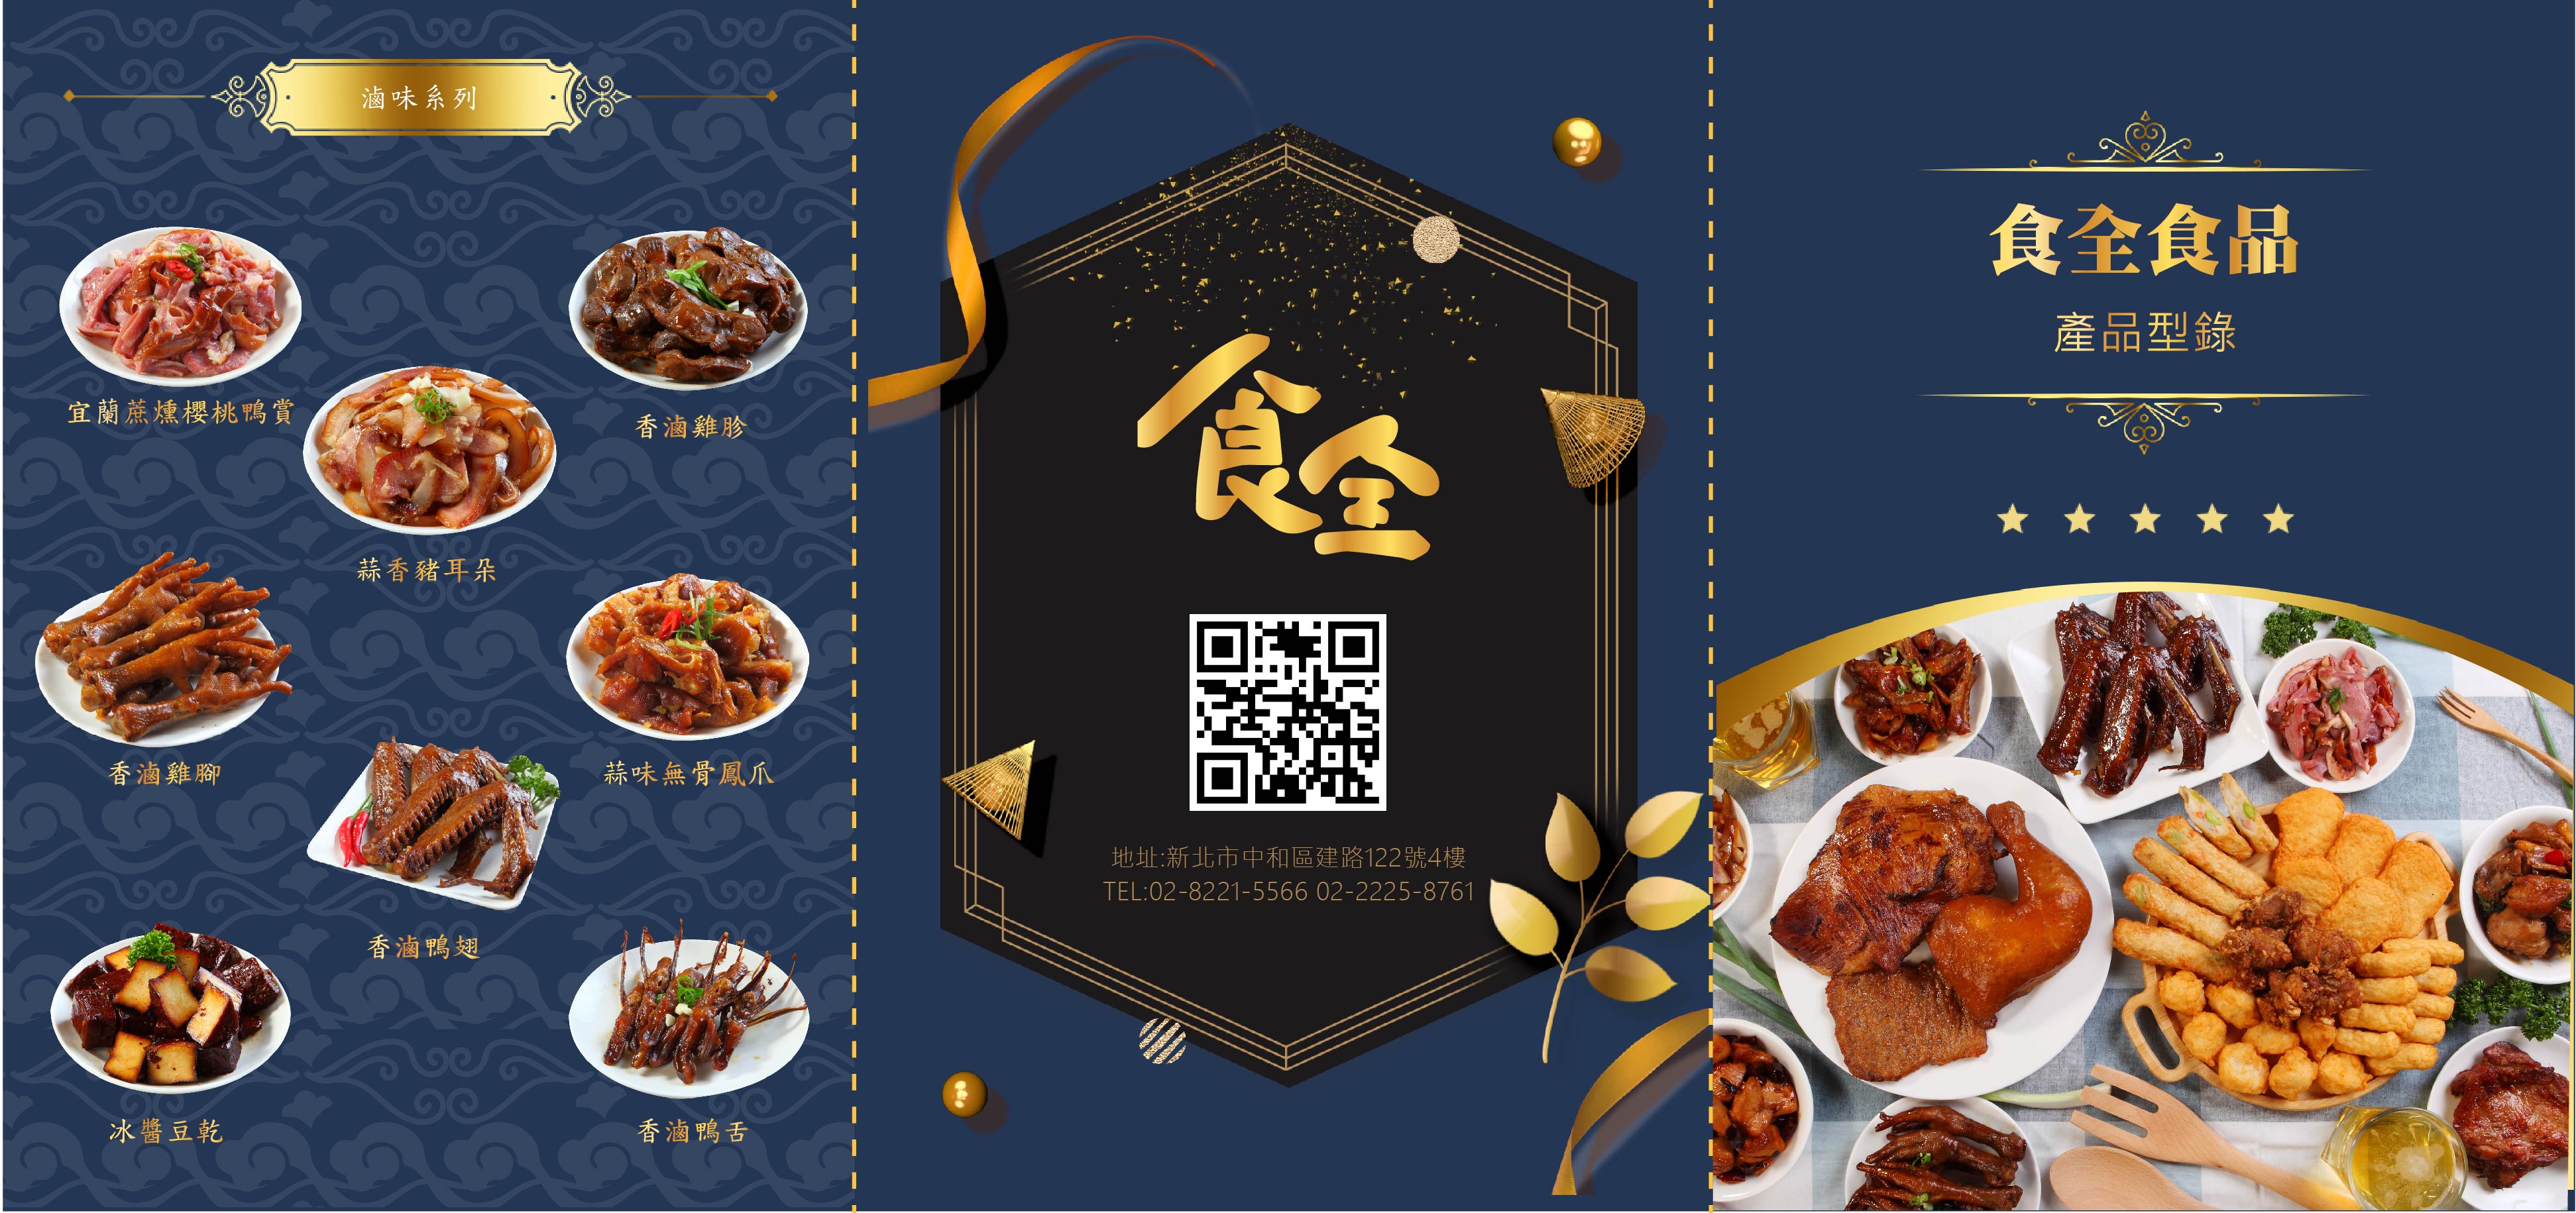 滷味系列
宜蘭蔗燻櫻桃鴨賞
香滷雞胗
蒜香豬耳朵
香滷雞腳
蒜味無骨鳳爪
香滷鴨翅
冰醬豆乾
香滷鴨舌
食全
地址:新北市中和區建路122號4樓
TEL:02-8221-5566 02-2225-8761
食全食品
產品型錄